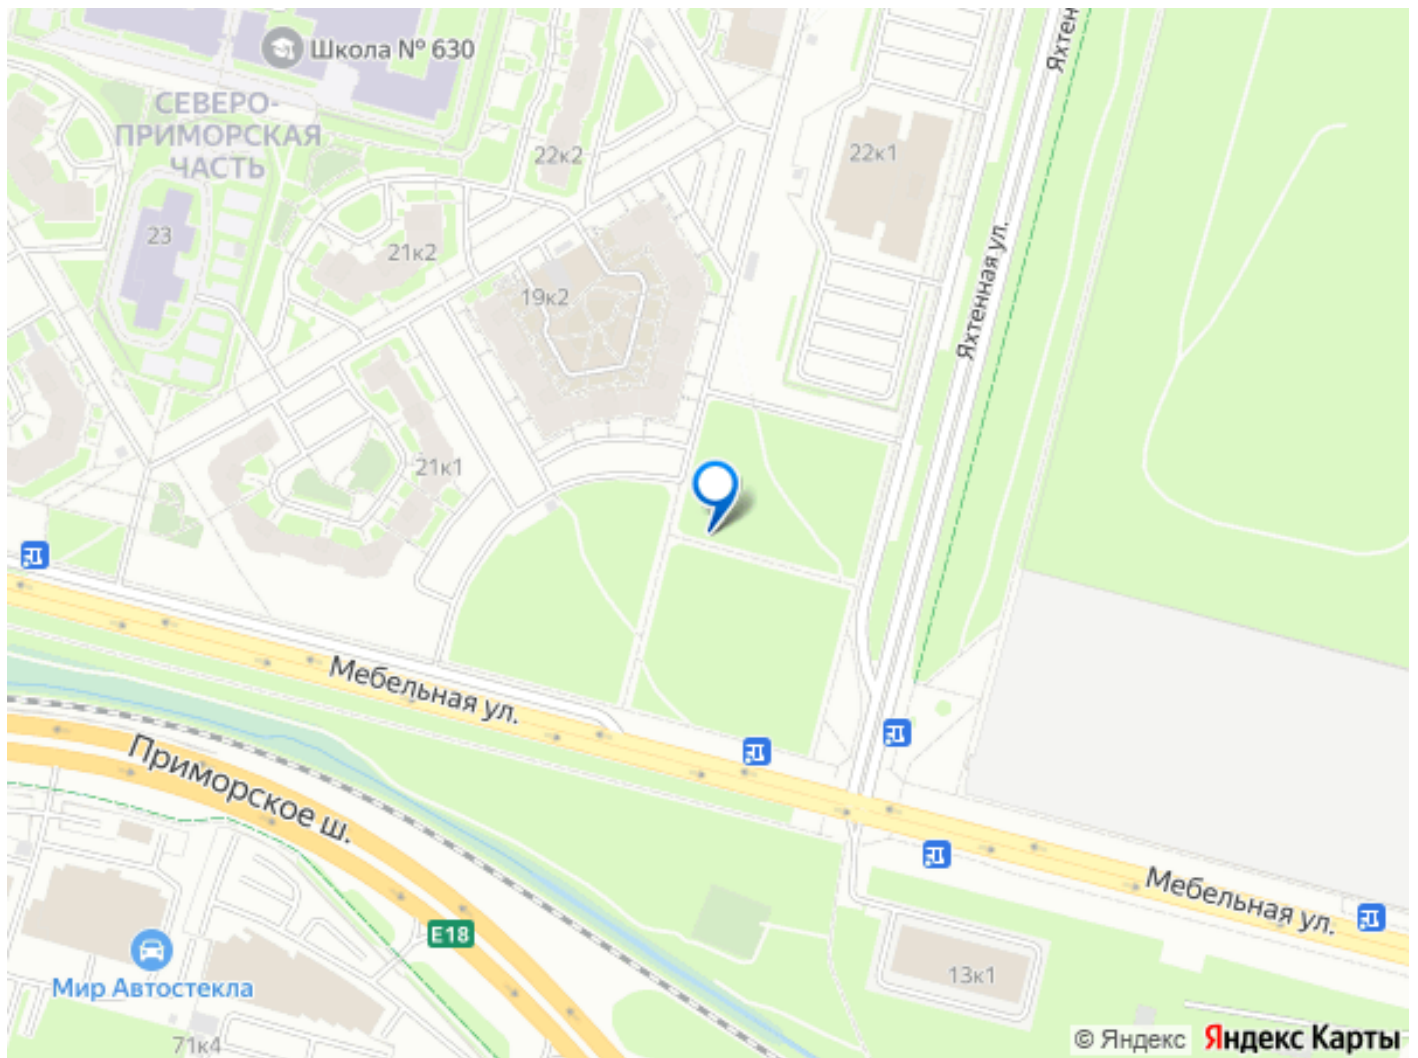 Школа № 630
Яхтен
СЕВЕРО-
ПРИМОРСКАЯ
ЧАСТЬ
22к2
22к1
23
21к2
19к2
Яхтенная ул.
21к1
Мебельная ул.
Приморское ш.
E18
Мебельная ул.
Мир Автостекла
13к1
71к4
© Яндекс Яндекс Карты